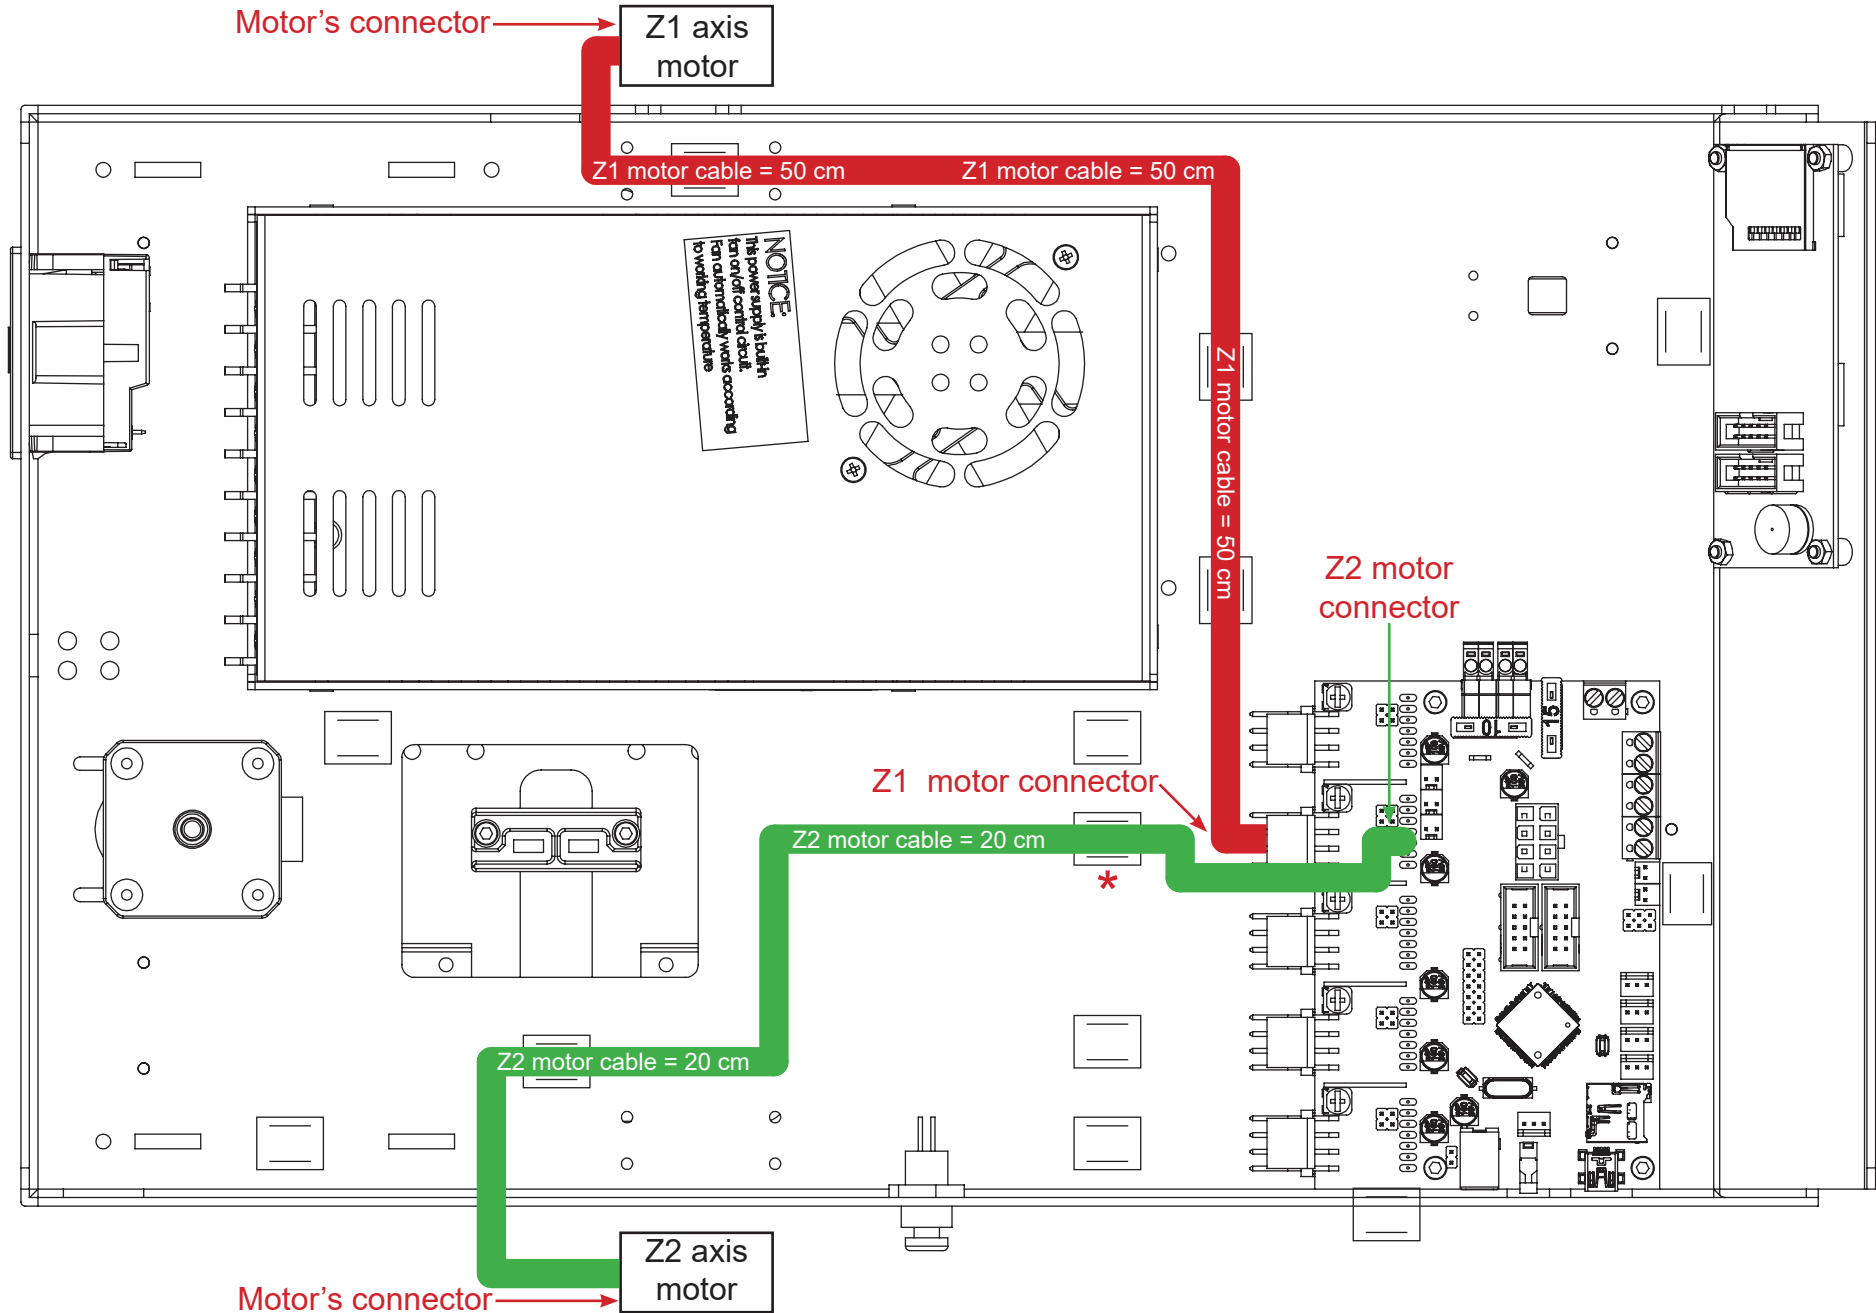 Motor’s connector
Z1 axis
motor
Z1 motor cable = 50 cm
Z1 motor cable = 50 cm
NOTICE:
This power supply is built-in
fan on/off control circuit.
Fan automatically works according
to working temperature
Z1 motor cable = 50 cm
Z2 motor
connector
10
15
Z1 motor connector
Z2 motor cable = 20 cm
*
Z2 motor cable = 20 cm
Z2 axis
motor
Motor’s connector